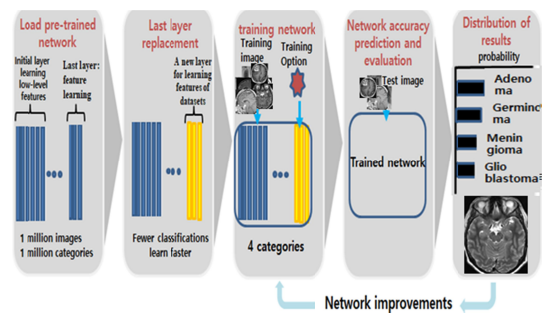 Load pre-trained
network
Initial layer
learning
low-level
features
Last layer:
feature
learning
1 million images
1 million categories
Last layer
replacement
A new layer
for learning
features of
datasets
Fewer classifications
learn faster
training network
Training
image
Training
Option
4 categories
Network accuracy
prediction and
evaluation
Test image
Trained network
Distribution of
results
probability
Adeno
ma
Germinc
ma
Menin
gioma
Glio
blastoma
Network improvements